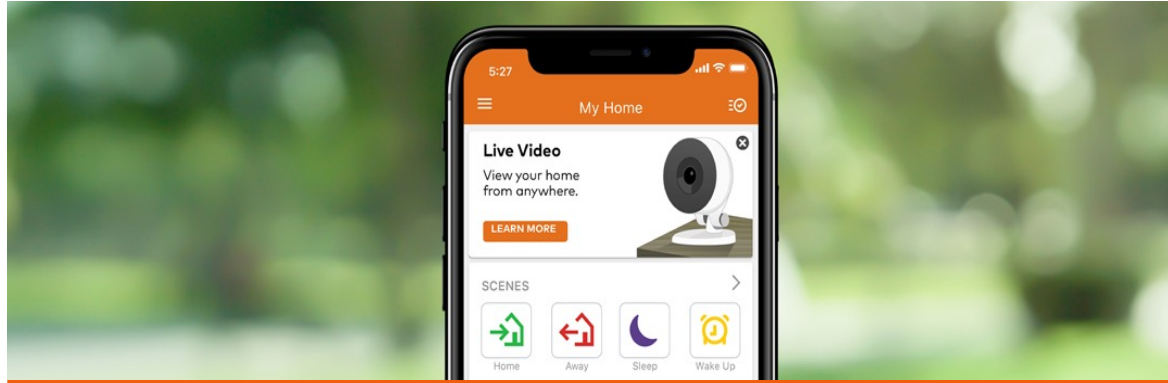 5:27
My Home
Live Video
View your home
from anywhere.
LEARN MORE
SCENES
Home
Away
Sleep
Wake Up